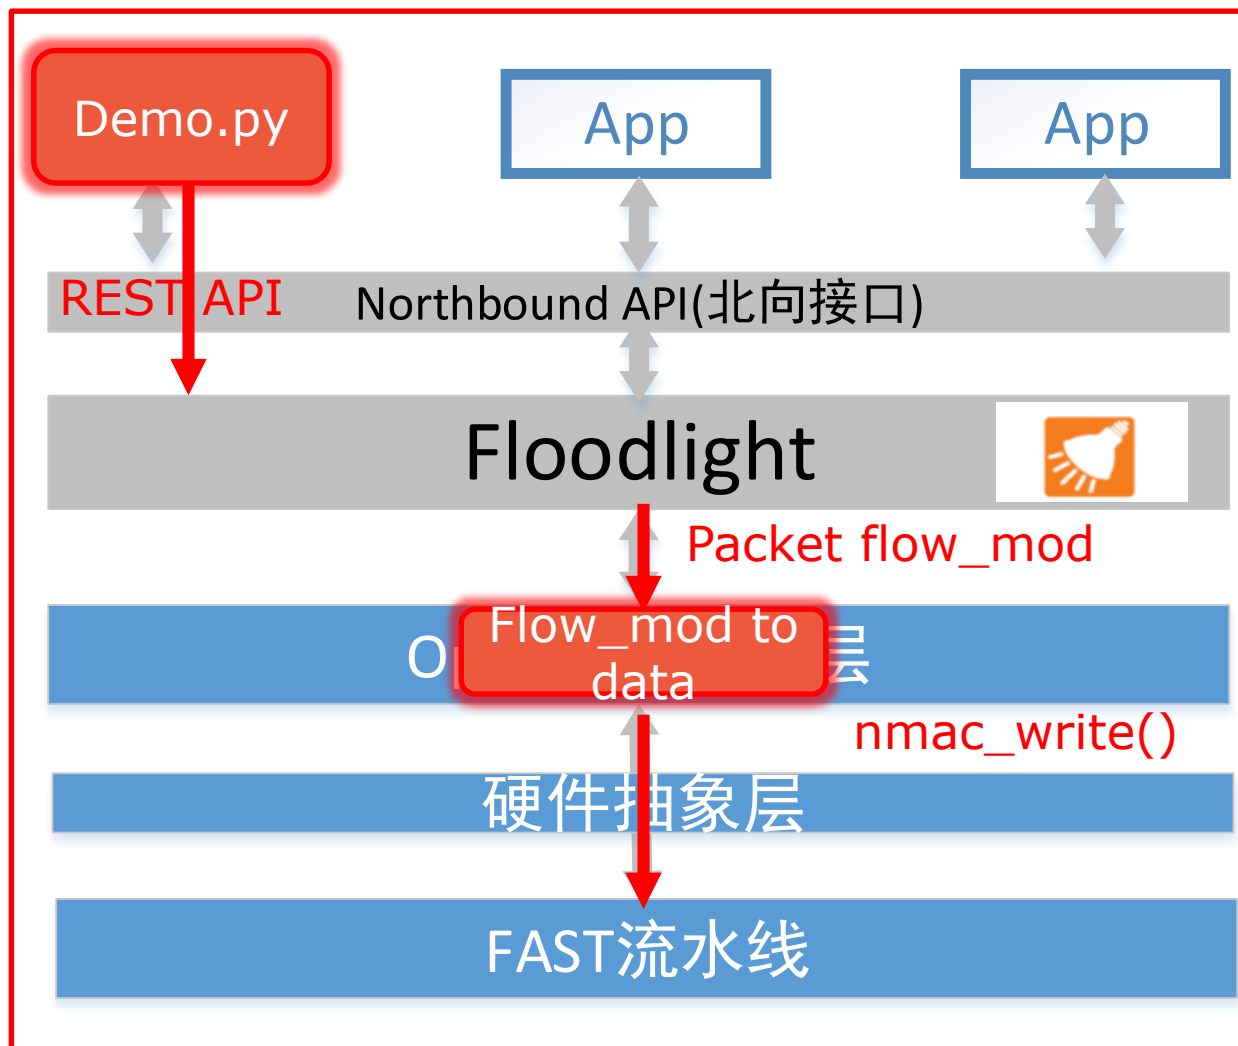 Demo.py
App
App
REST API
Northbound API(北向接口)
Floodlight
Packet flow_mod
Flow_mod to
data
层
nmac_write()
硬件抽象层
FAST流水线